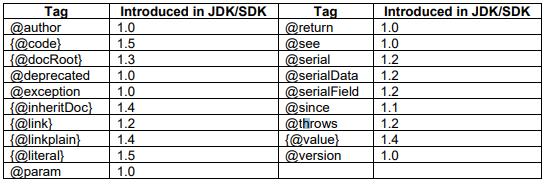 Tag Introduced in JDK/SDK Tag Introduced in JDK/SDK
@author 1.0 @return 1.0
{@code} 1.5 @see 1.0
{@docRoot} 1.3 @serial 1.2
@deprecated 1.0 @serialData 1.2
@exception 1.0 @serialField 1.2
{@inheritDoc} 1.4 @since 1.1
{@link} 1.2 @throws 1.2
{@linkplain} 1.4 {@value} 1.4
{@literal} 1.5 @version 1.0
@param 1.0